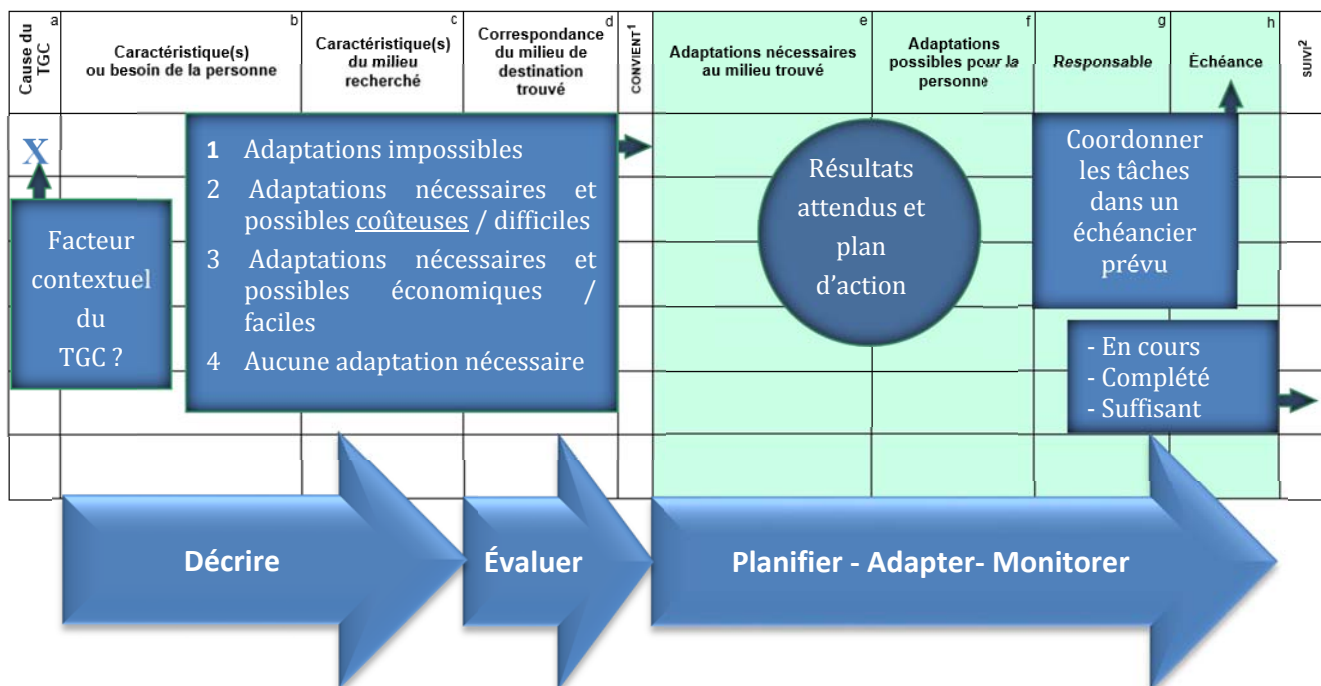 a
Cause du
TGC
b
Caractéristique(s)
ou besoin de la personne
c
Caractéristique(s)
du milieu
recherché
d
Correspondance
du milieu de
destination
trouvé
CONVIENT1
e
Adaptations nécessaires
au milieu trouvé
f
Adaptations
possibles pour la
personne
g
Responsable
h
Échéance
SUIVI2
X
Facteur
contextuel
du
TGC ?
1 Adaptations impossibles
2 Adaptations nécessaires et
possibles coûteuses / difficiles
3 Adaptations nécessaires et
possibles économiques /
faciles
4 Aucune adaptation nécessaire
Résultats
attendus et
plan
d'action
Coordonner
les tâches
dans un
échéancier
prévu
- En cours
- Complété
- Suffisant
Décrire
Évaluer
Planifier - Adapter- Monitorer